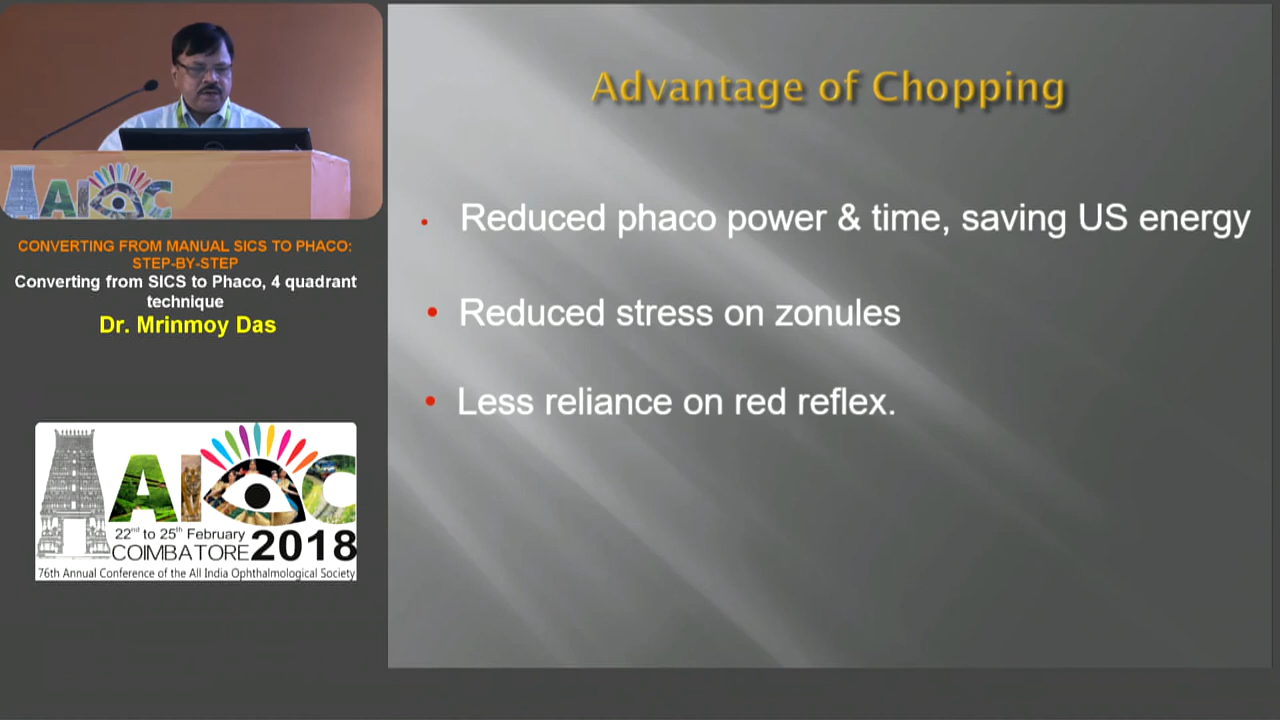 AIOC
CONVERTING FROM MANUAL SICS TO PHACO:
STEP-BY-STEP
Converting from SICS to Phaco, 4 quadrant
technique
Dr. Mrinmoy Das
AIOC
22nd to 25th February
COIMBATORE 2018
76th Annual Conference of the All India Ophthalmological Society
Advantage of Chopping
• Reduced phaco power & time, saving US energy
• Reduced stress on zonules
• Less reliance on red reflex.